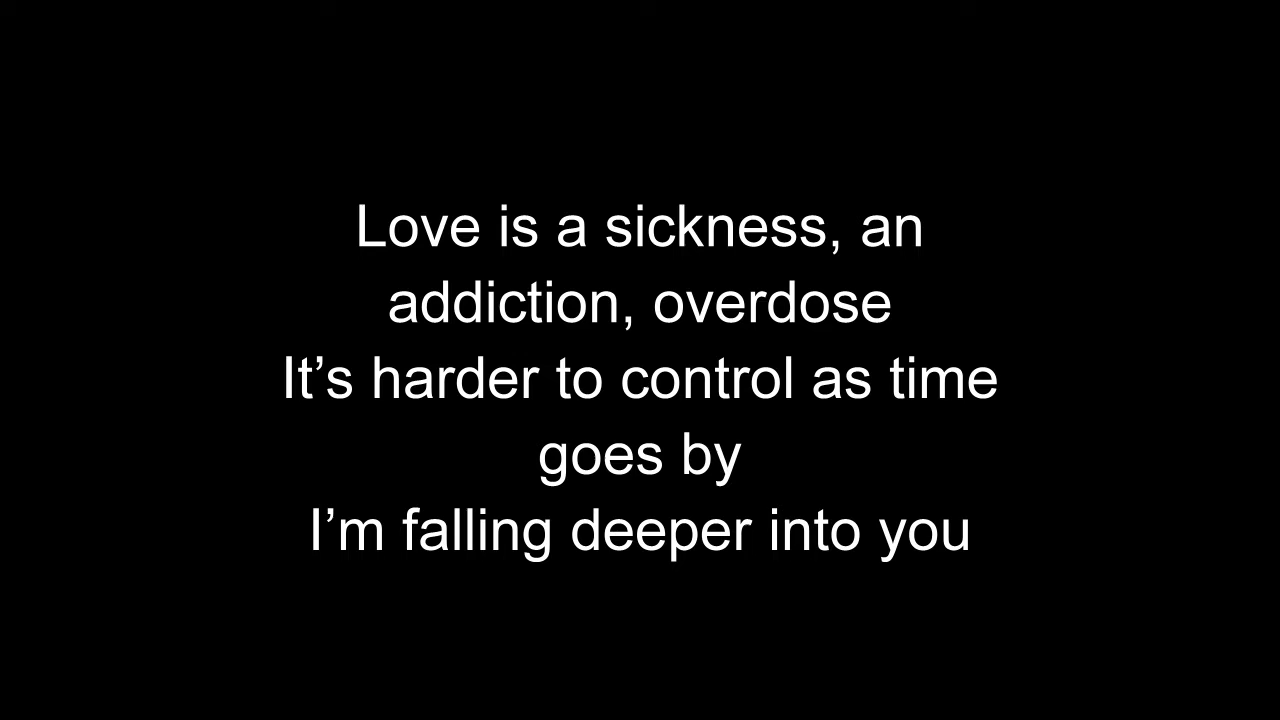 Love is a sickness, an
addiction, overdose
It’s harder to control as time
goes by
I’m falling deeper into you